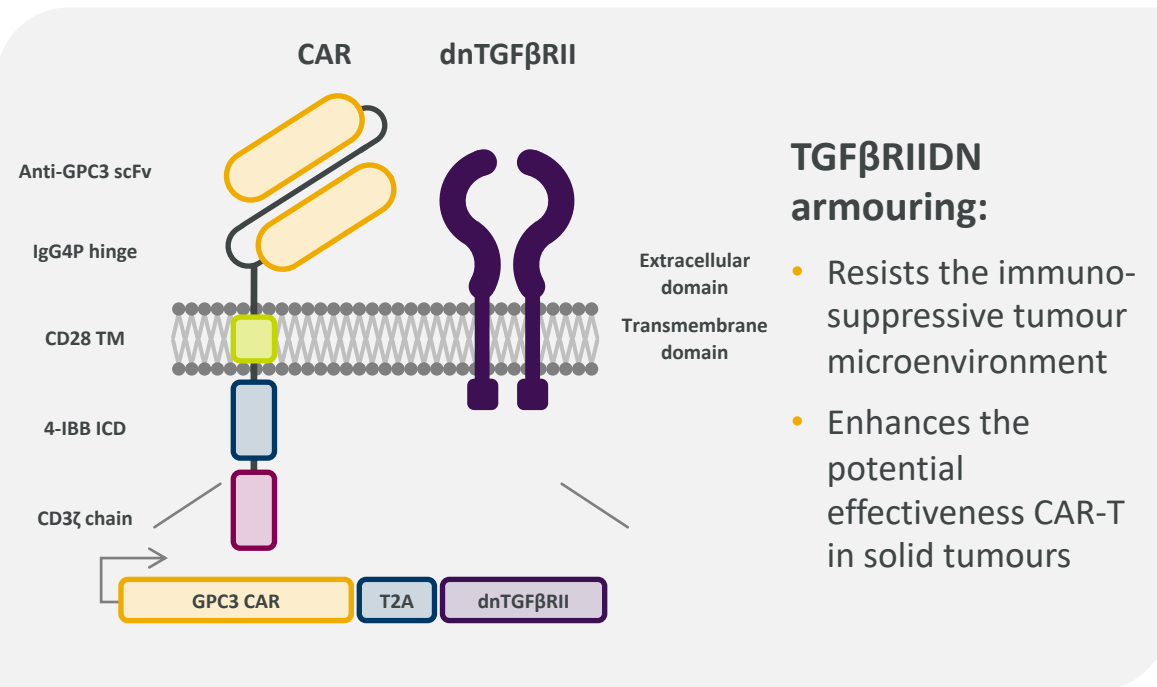 CAR
dnTGFβRII
Anti-GPC3 scFv
IgG4P hinge
CD28 TM
4-IBB ICD
CD3ζ chain
Extracellular
domain
Transmembrane
domain
GPC3 CAR
T2A
dnTGFβRII
TGFβRIIDN
armouring:
• Resists the immuno-
suppressive tumour
microenvironment
• Enhances the
potential
effectiveness CAR-T
in solid tumours